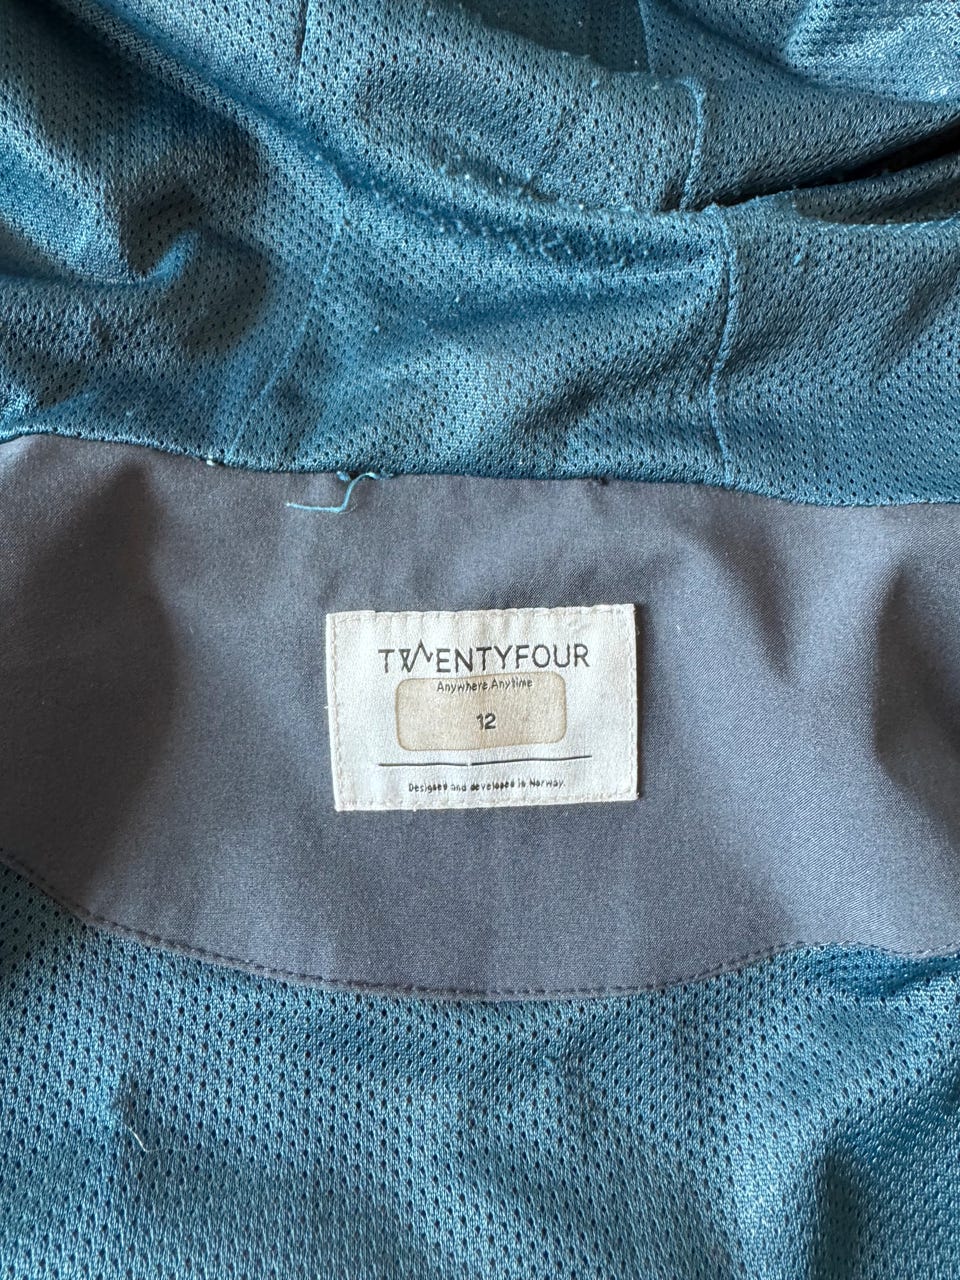 TWENTYFOUR
Anywhere, Anytime
12
Designed and developed in Norway.